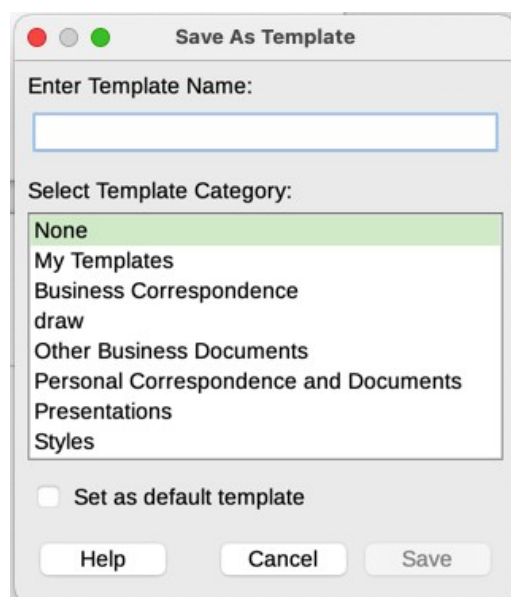 Save As Template
Enter Template Name:
Select Template Category:
None
My Templates
Business Correspondence
draw
Other Business Documents
Personal Correspondence and Documents
Presentations
Styles
Set as default template
Help Cancel Save